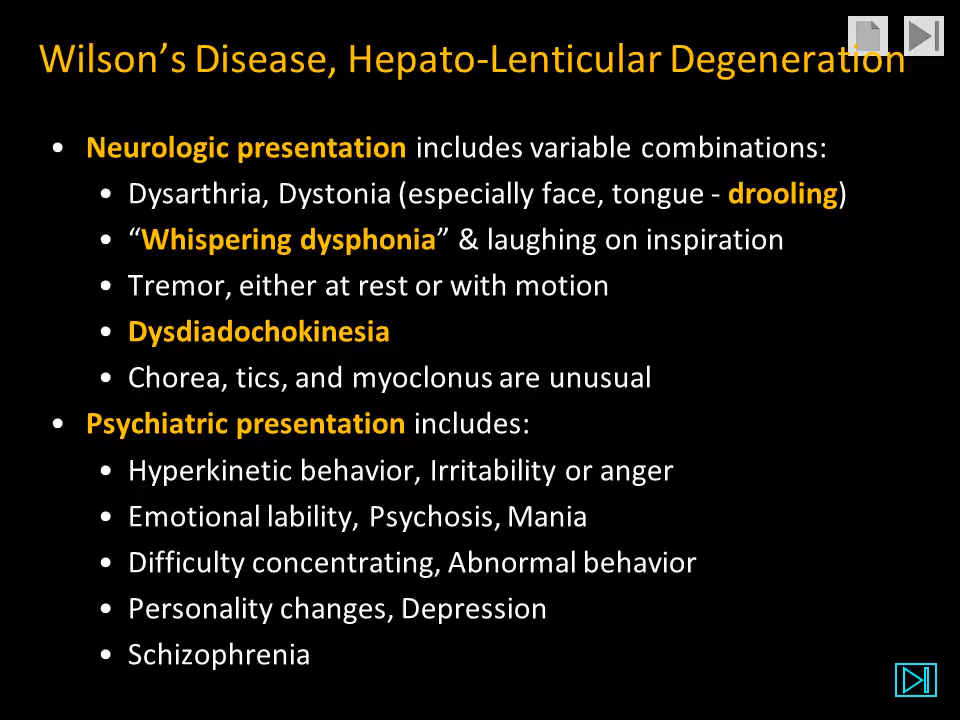 Wilson’s Disease, Hepato-Lenticular Degeneration
• Neurologic presentation includes variable combinations:
• Dysarthria, Dystonia (especially face, tongue - drooling)
• “Whispering dysphonia” & laughing on inspiration
• Tremor, either at rest or with motion
• Dysdiadochokinesia
• Chorea, tics, and myoclonus are unusual
• Psychiatric presentation includes:
• Hyperkinetic behavior, Irritability or anger
• Emotional lability, Psychosis, Mania
• Difficulty concentrating, Abnormal behavior
• Personality changes, Depression
• Schizophrenia